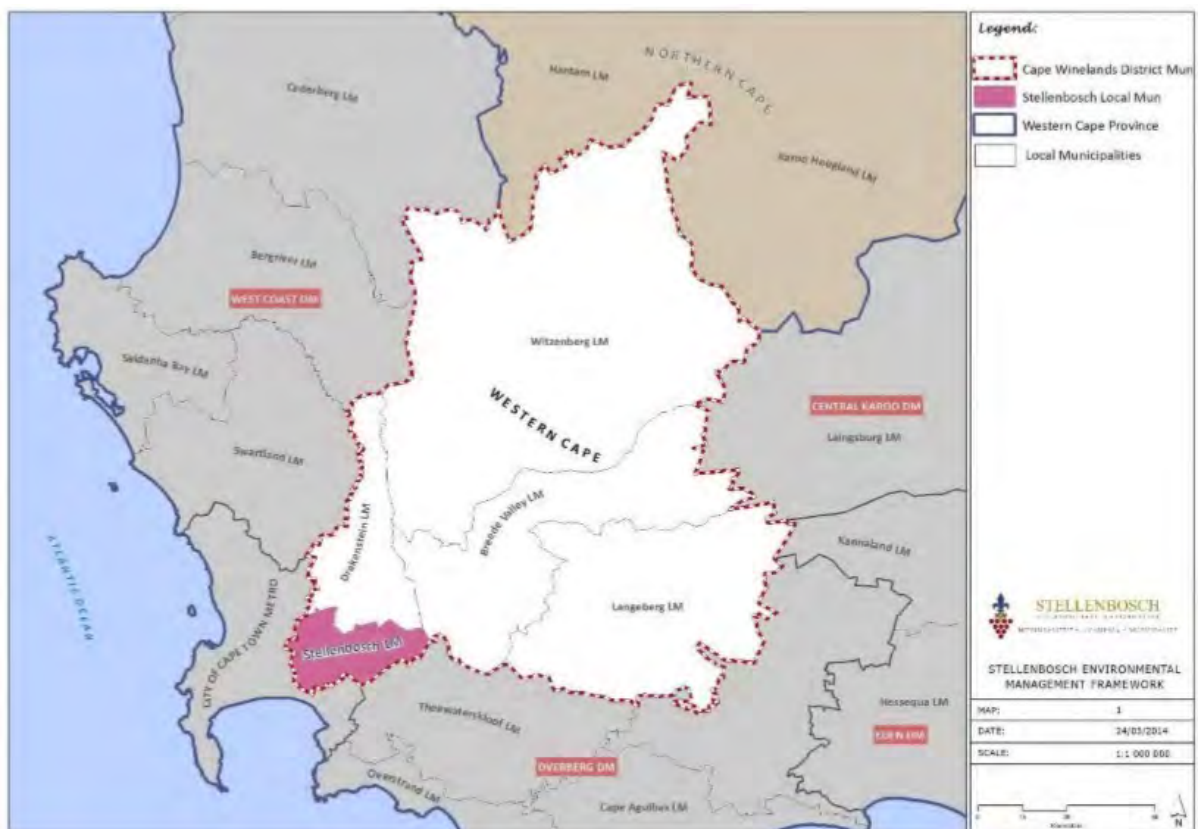 Cederberg LM
Hantam LM
NORTHERN CAPE
Karoo Hoogland LM
Bergrivier LM
WEST COAST DM
Witzenberg LM
Saldanha Bay LM
WESTERN CAPE
CENTRAL KAROO DM
Laingsburg LM
Swartland LM
Breede Valley LM
Drakenstein LM
Kannaland LM
ATLANTIC OCEAN
CITY OF CAPE TOWN METRO
Langeberg LM
Stellenbosch LM
Theewaterskloof LM
Hessequa LM
EDEN DM
OVERBERG DM
Overstrand LM
Cape Agulhas LM
Legend:
Cape Winelands District Mun
Stellenbosch Local Mun
Western Cape Province
Local Municipalities
STELLENBOSCH
STELLENBOSCH ENVIRONMENTAL
MANAGEMENT FRAMEWORK
MAP: 1
DATE: 24/03/2014
SCALE: 1:1 000 000
N